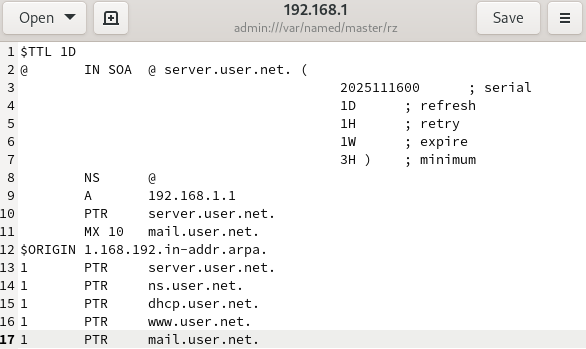 Open
192.168.1
admin:///var/named/master/rz
Save
1 $TTL 1D
2 @ IN SOA @ server.user.net. (
3 2025111600 ; serial
4 1D ; refresh
5 1H ; retry
6 1W ; expire
7 3H ) ; minimum
8 NS @
9 A 192.168.1.1
10 PTR server.user.net.
11 MX 10 mail.user.net.
12 $ORIGIN 1.168.192.in-addr.arpa.
13 1 PTR server.user.net.
14 1 PTR ns.user.net.
15 1 PTR dhcp.user.net.
16 1 PTR www.user.net.
17 1 PTR mail.user.net.